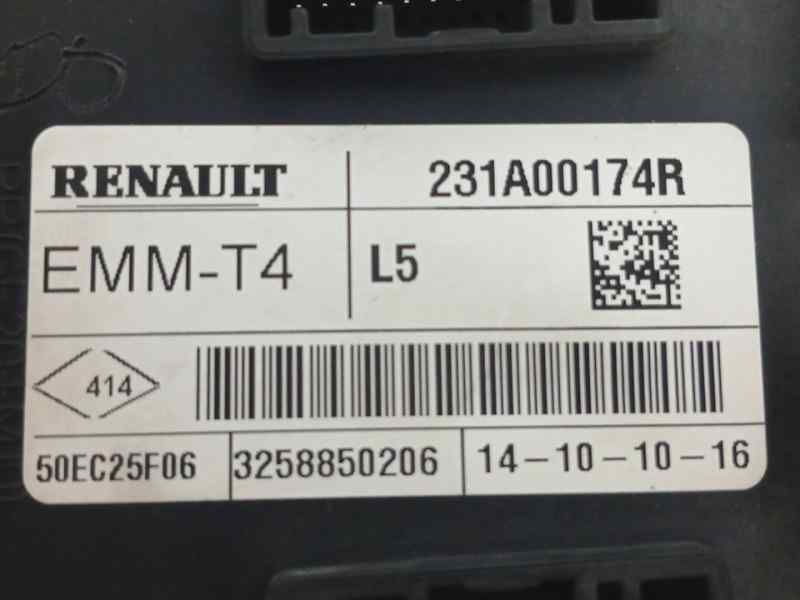 RENAULT 231A00174R
EMM-T4 L5
414
50EC25F06 3258850206 14-10-10-16